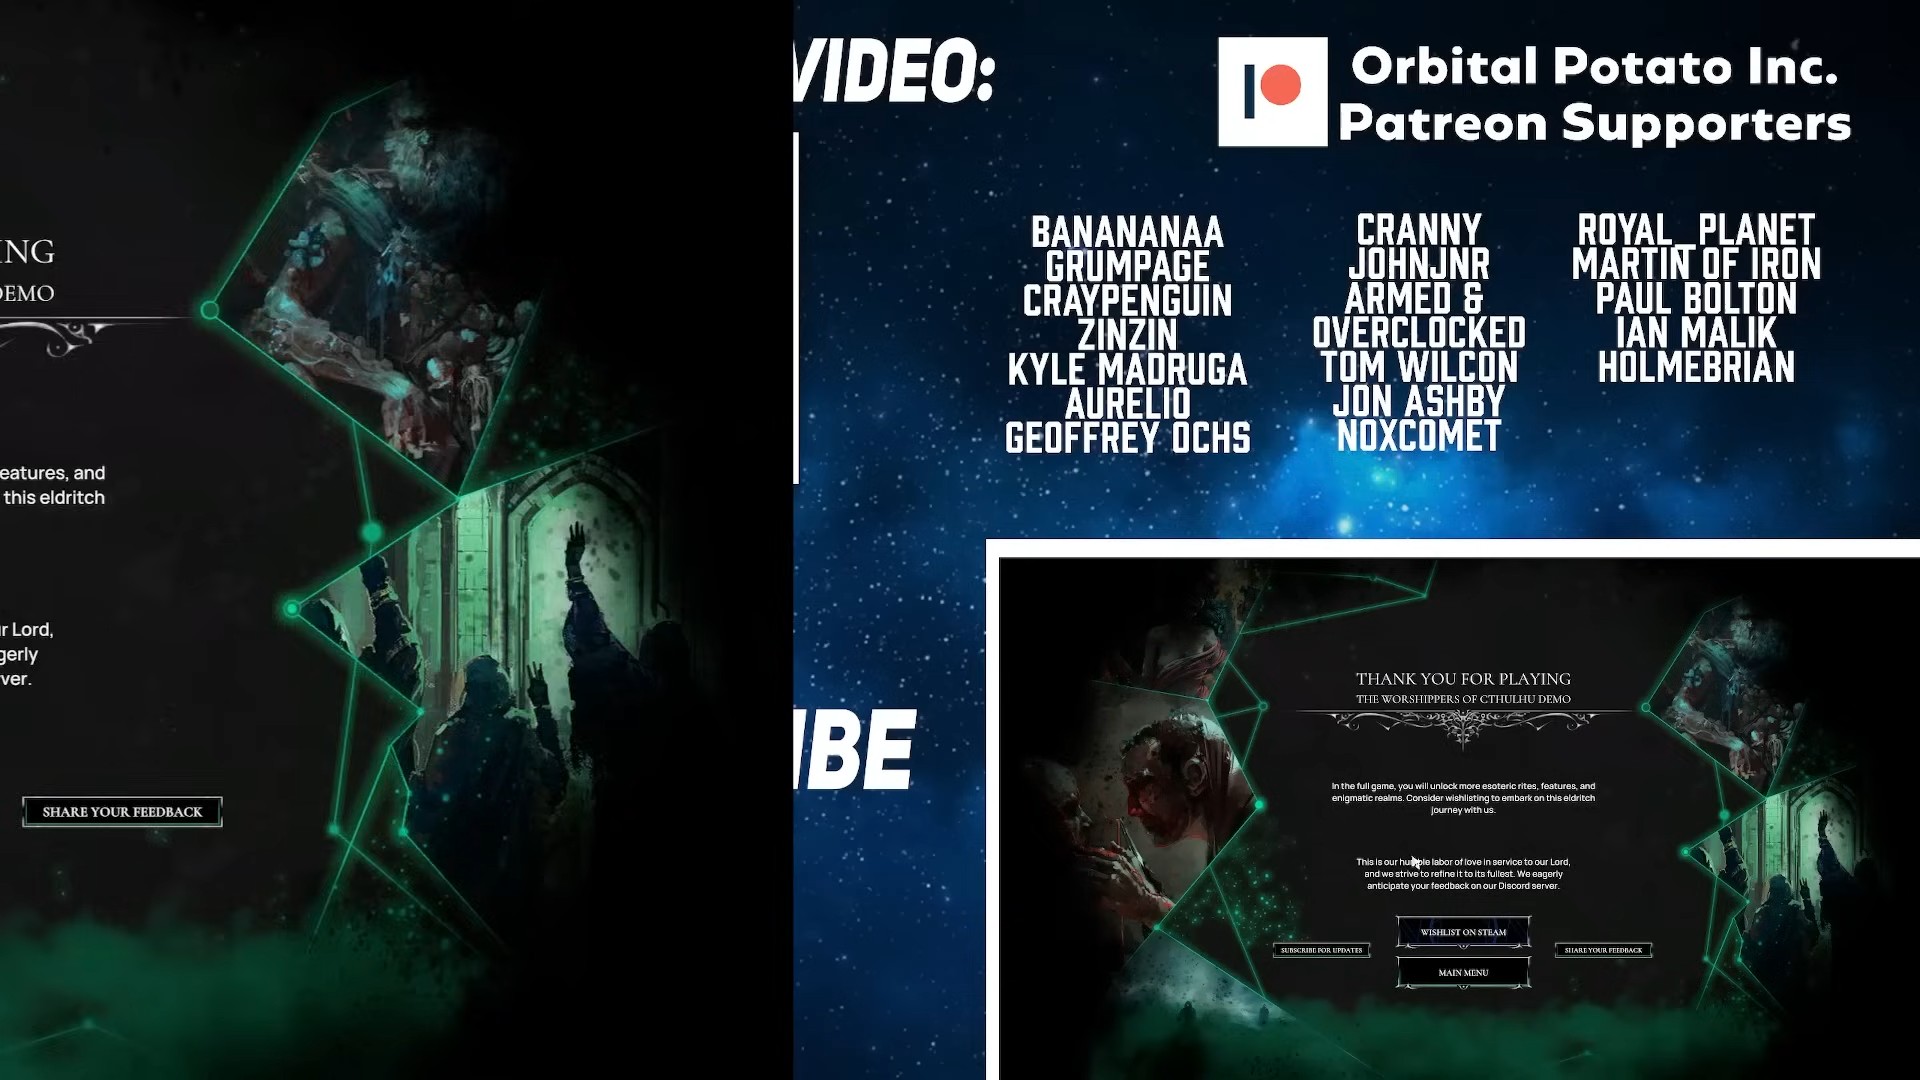 ING
DEMO
eatures, and
this eldritch
r Lord,
gerly
ver.
SHARE YOUR FEEDBACK
VIDEO:
IBE
Orbital Potato Inc.
Patreon Supporters
BANANANAA
GRUMPAGE
CRAYPENGUIN
ZINZIN
KYLE MADRUGA
AURELIO
GEOFFREY OCHS
CRANNY
JOHNJNR
ARMED &
OVERCLOCKED
TOM WILCON
JON ASHBY
NOXCOMET
ROYAL_PLANET
MARTIN OF IRON
PAUL BOLTON
IAN MALIK
HOLMEBRIAN
THANK YOU FOR PLAYING
THE WORSHIPPERS OF CTHULHU DEMO
In the full game, you will unlock more esoteric rites, features, and
enigmatic realms. Consider wishlisting to embark on this eldritch
journey with us.
This is our humble labor of love in service to our Lord,
and we strive to refine it to its fullest. We eagerly
anticipate your feedback on our Discord server.
WISHLIST ON STEAM
SUBSCRIBE FOR UPDATES
SHARE YOUR FEEDBACK
MAIN MENU